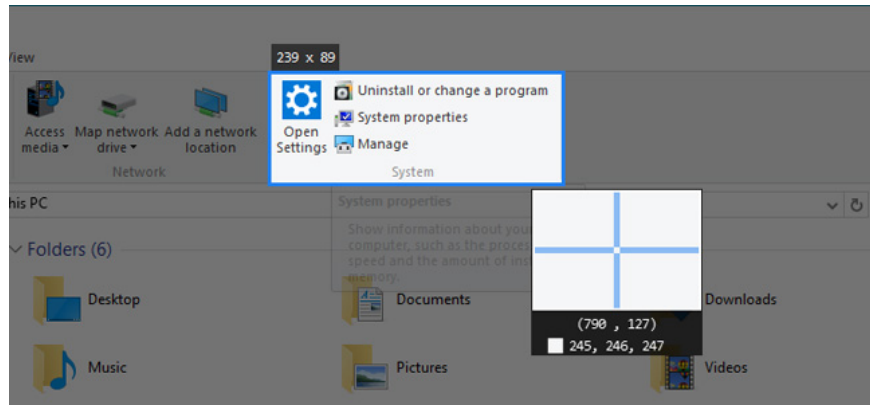 View
239 x 89
Access media
Map network drive
Add a network location
Network
Open Settings
Uninstall or change a program
System properties
Manage
System
his PC
System properties
Show information about your
computer, such as the process
speed and the amount of inst
memory.
Folders (6)
Desktop
Documents
Downloads
(790 , 127)
245, 246, 247
Music
Pictures
Videos